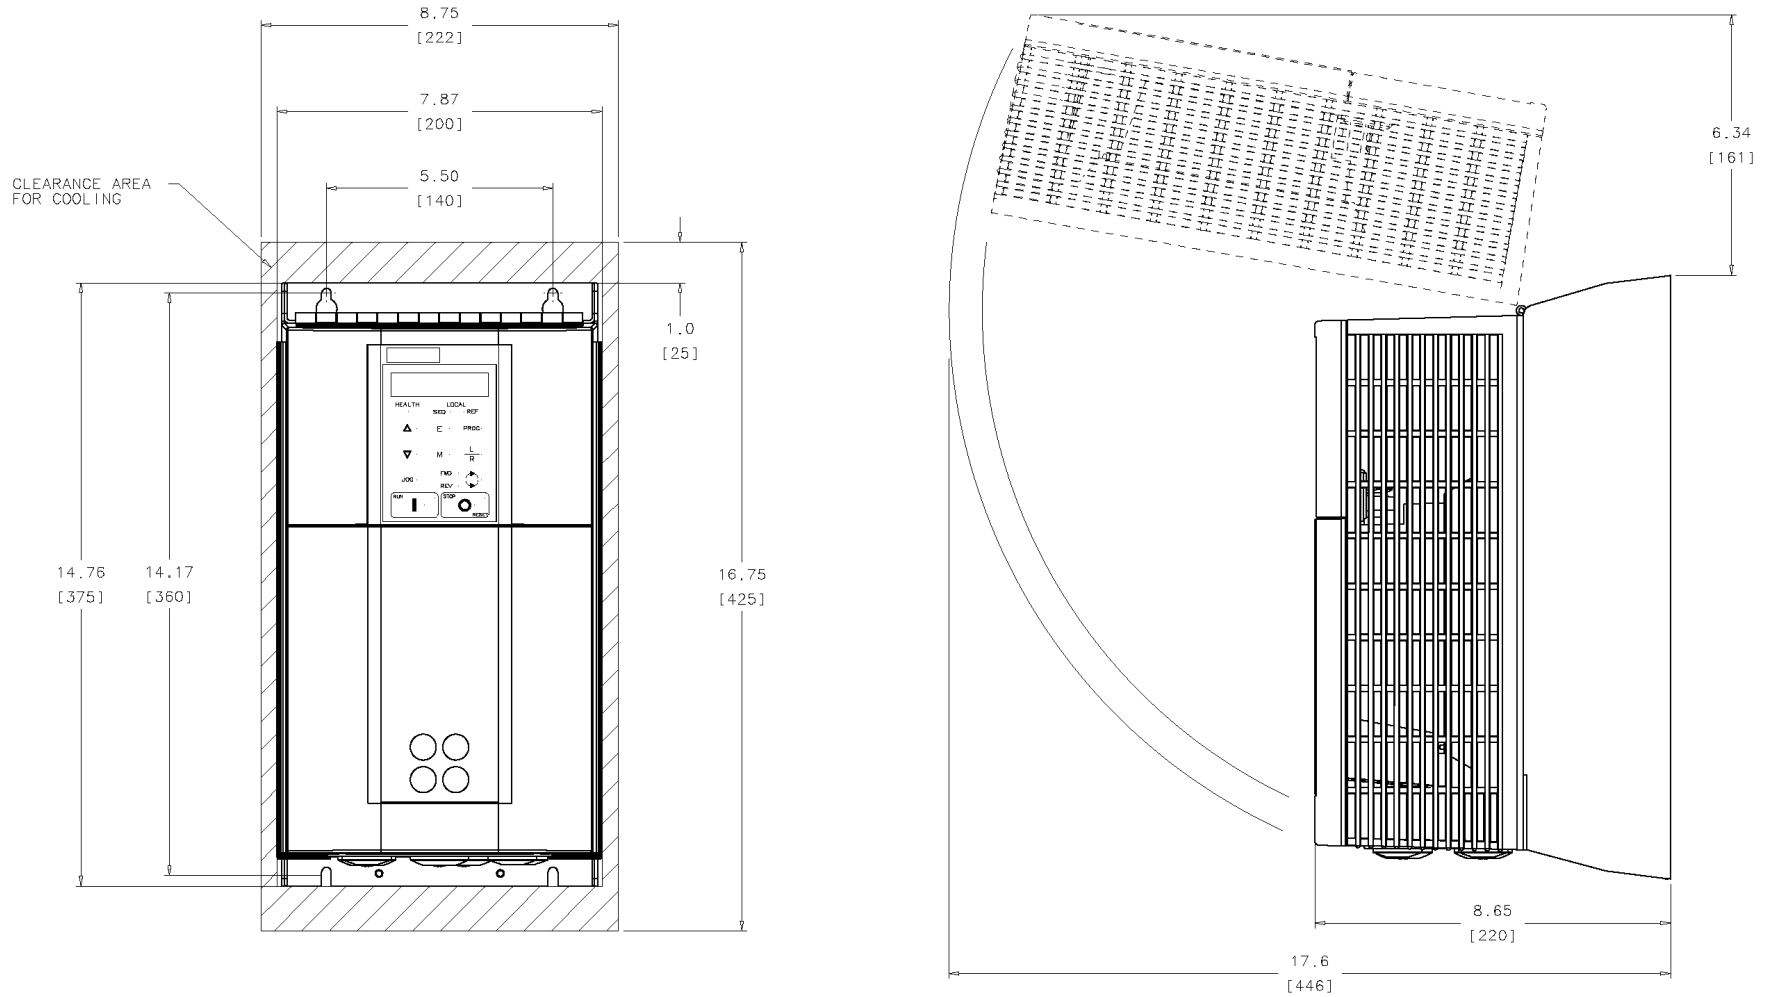 8.75
[222]
7.87
[200]
5.50
[140]
CLEARANCE AREA
FOR COOLING
1.0
[25]
14.76
[375]
14.17
[360]
16.75
[425]
HEALTH LOCAL
SEQ REF
E PROG
M L
R
JOG
FWD
REV
RUN STOP
I
RESET
6.34
[161]
8.65
[220]
17.6
[446]